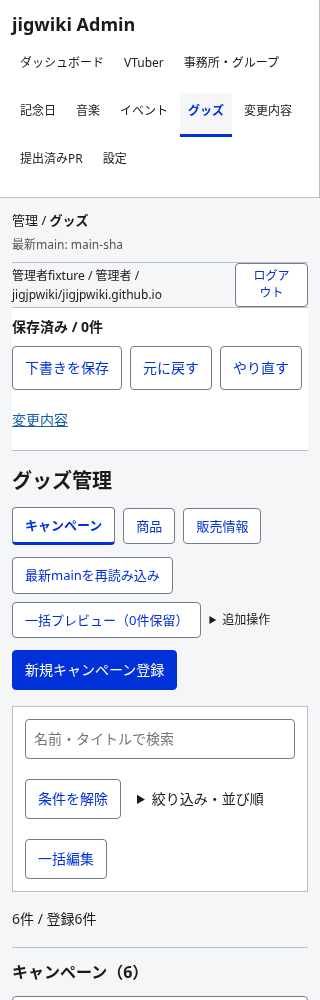 jigwiki Admin
ダッシュボード VTuber 事務所・グループ
記念日 音楽 イベント グッズ 変更内容
提出済みPR 設定
管理 / グッズ
最新main: main-sha
管理者fixture / 管理者 /
jigjpwiki/jigjpwiki.github.io
ログア
ウト
保存済み / 0件
下書きを保存 元に戻す やり直す
変更内容
グッズ管理
キャンペーン 商品 販売情報
最新mainを再読み込み
一括プレビュー（0件保留） ▶ 追加操作
新規キャンペーン登録
名前・タイトルで検索
条件を解除 ▶ 絞り込み・並び順
一括編集
6件 / 登録6件
キャンペーン（6）